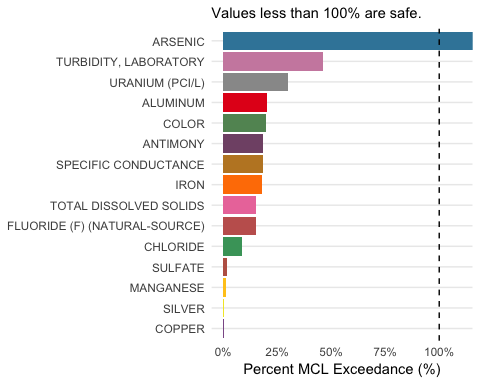 Values less than 100% are safe.
ARSENIC
TURBIDITY, LABORATORY
URANIUM (PCI/L)
ALUMINUM
COLOR
ANTIMONY
SPECIFIC CONDUCTANCE
IRON
TOTAL DISSOLVED SOLIDS
FLUORIDE (F) (NATURAL-SOURCE)
CHLORIDE
SULFATE
MANGANESE
SILVER
COPPER
0% 25% 50% 75% 100%
Percent MCL Exceedance (%)